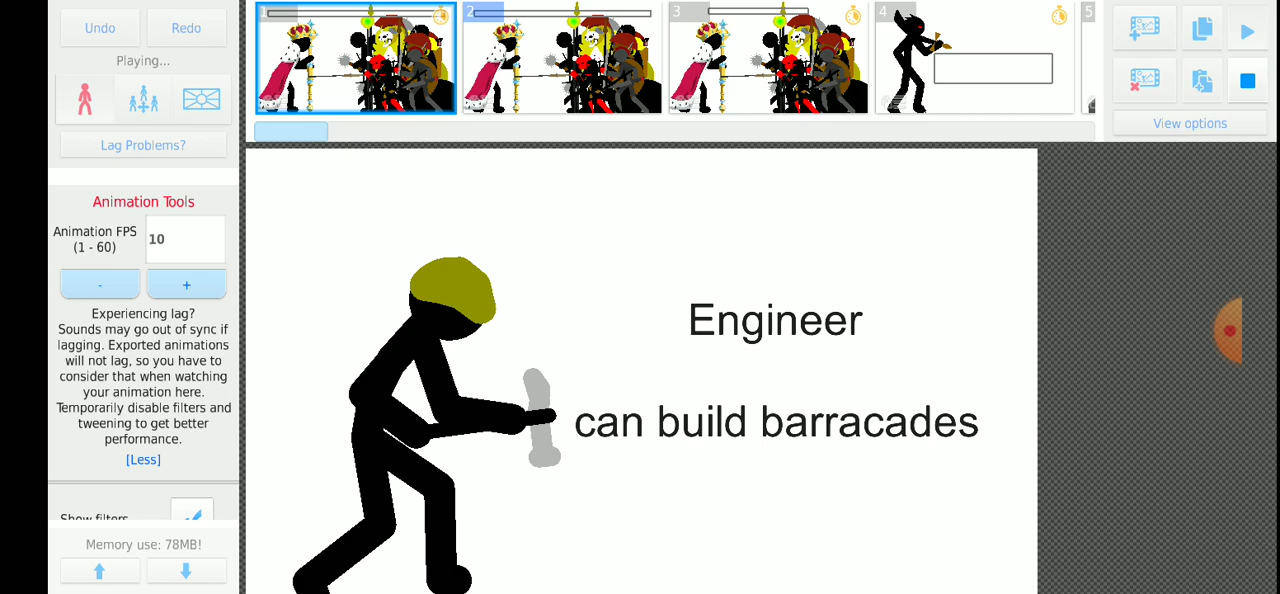 Undo
Redo
Playing...
Lag Problems?
Animation Tools
Animation FPS
(1 - 60)
10
-
+
Experiencing lag?
Sounds may go out of sync if
lagging. Exported animations
will not lag, so you have to
consider that when watching
your animation here.
Temporarily disable filters and
tweening to get better
performance.
[Less]
Show filters
Memory use: 78MB!
1
2
3
4
5
View options
Engineer
can build barracades